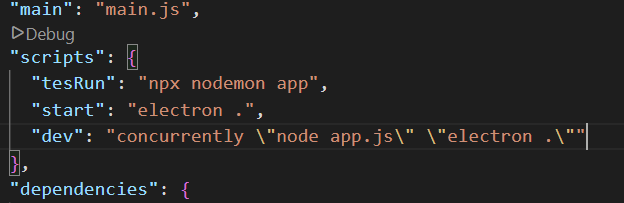 "main": "main.js",
Debug
"scripts": {
"tesRun": "npx nodemon app",
"start": "electron .",
"dev": "concurrently \"node app.js\" \"electron .\""
},
"dependencies": {